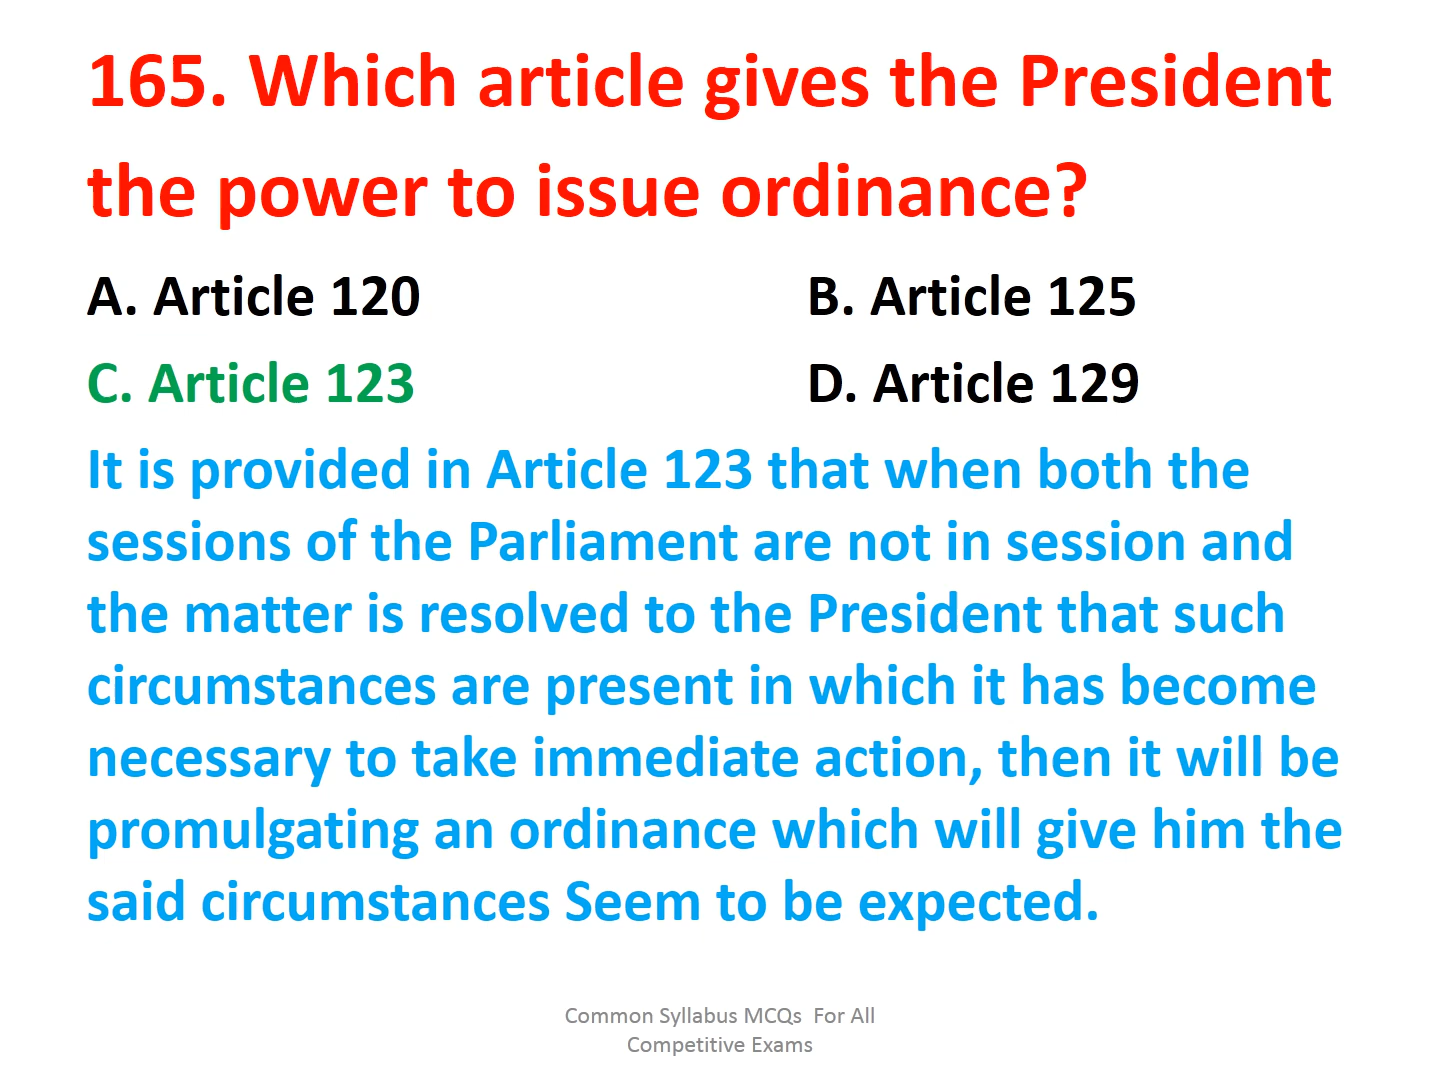 165. Which article gives the President
the power to issue ordinance?
A. Article 120 B. Article 125
C. Article 123 D. Article 129
It is provided in Article 123 that when both the
sessions of the Parliament are not in session and
the matter is resolved to the President that such
circumstances are present in which it has become
necessary to take immediate action, then it will be
promulgating an ordinance which will give him the
said circumstances Seem to be expected.
Common Syllabus MCQs For All
Competitive Exams